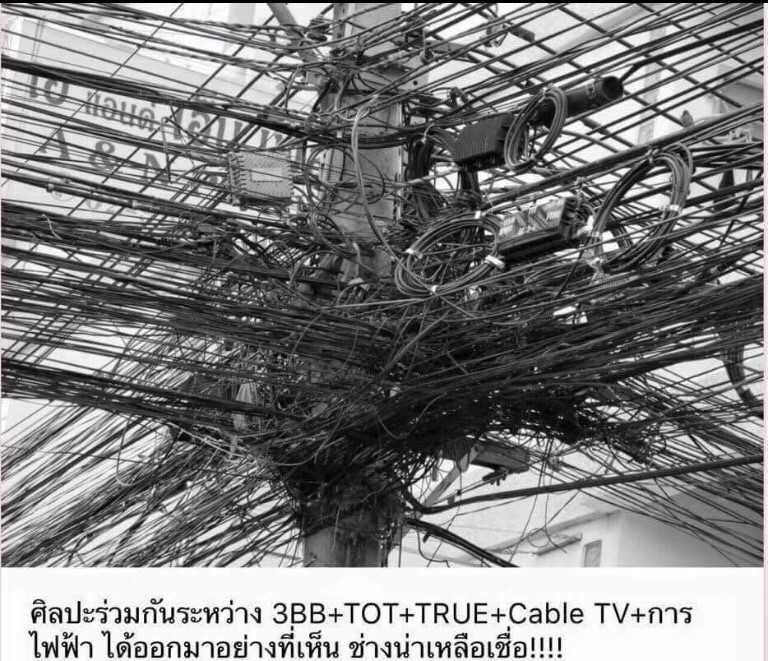 A & N
ศิลปะร่วมกันระหว่าง 3BB+TOT+TRUE+Cable TV+การ
ไฟฟ้า ได้ออกมาอย่างที่เห็น ช่างน่าเหลือเชื่อ!!!!